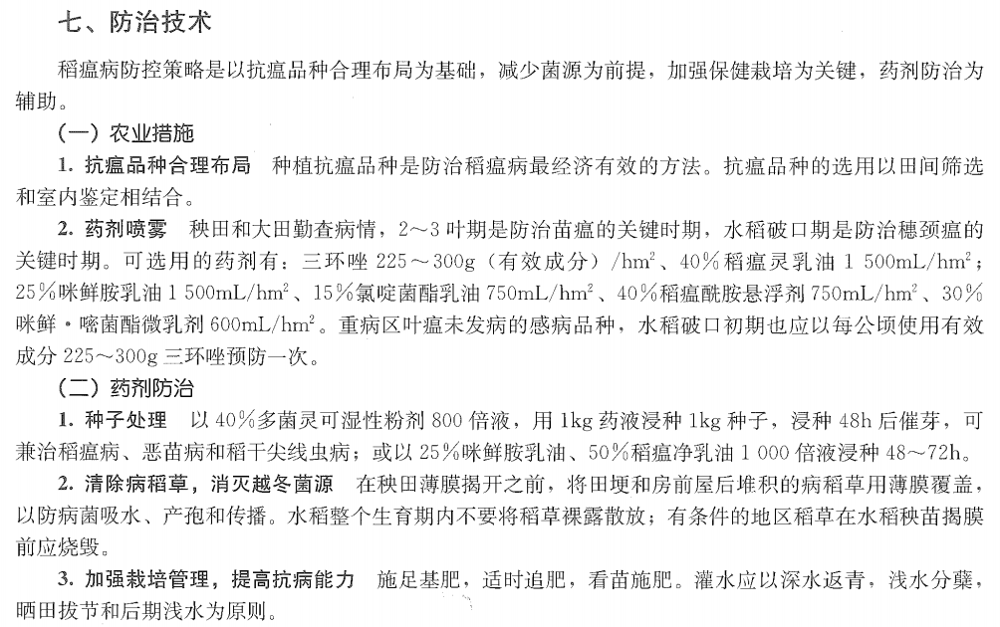 七、防治技术
稻瘟病防控策略是以抗瘟品种合理布局为基础，减少菌源为前提，加强保健栽培为关键，药剂防治为
辅助。
（一）农业措施
1. 抗瘟品种合理布局　种植抗瘟品种是防治稻瘟病最经济有效的方法。抗瘟品种的选用以田间筛选
和室内鉴定相结合。
2. 药剂喷雾　秧田和大田勤查病情，2～3叶期是防治苗瘟的关键时期，水稻破口期是防治穗颈瘟的
关键时期。可选用的药剂有：三环唑 225～300g（有效成分）/hm²、40%稻瘟灵乳油 1 500mL/hm²；
25%咪鲜胺乳油 1 500mL/hm²、15%氯啶菌酯乳油 750mL/hm²、40%稻瘟酰胺悬浮剂 750mL/hm²、30%
咪鲜·嘧菌酯微乳剂 600mL/hm²。重病区叶瘟未发病的感病品种，水稻破口初期也应以每公顷使用有效
成分 225～300g 三环唑预防一次。
（二）药剂防治
1. 种子处理　以 40%多菌灵可湿性粉剂 800 倍液，用 1kg 药液浸种 1kg 种子，浸种 48h 后催芽，可
兼治稻瘟病、恶苗病和稻干尖线虫病；或以 25%咪鲜胺乳油、50%稻瘟净乳油 1 000 倍液浸种 48～72h。
2. 清除病稻草，消灭越冬菌源　在秧田薄膜揭开之前，将田埂和房前屋后堆积的病稻草用薄膜覆盖，
以防病菌吸水、产孢和传播。水稻整个生育期内不要将稻草裸露散放；有条件的地区稻草在水稻秧苗揭膜
前应烧毁。
3. 加强栽培管理，提高抗病能力　施足基肥，适时追肥，看苗施肥。灌水应以深水返青，浅水分蘖，
晒田拔节和后期浅水为原则。